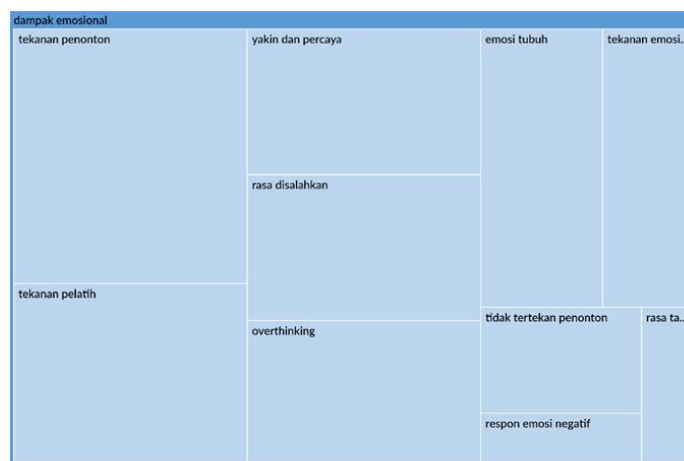 dampak emosional
tekanan penonton
yakin dan percaya
emosi tubuh
tekanan emosi..
rasa disalahkan
tekanan pelatih
tidak tertekan penonton
rasa ta..
overthinking
respon emosi negatif